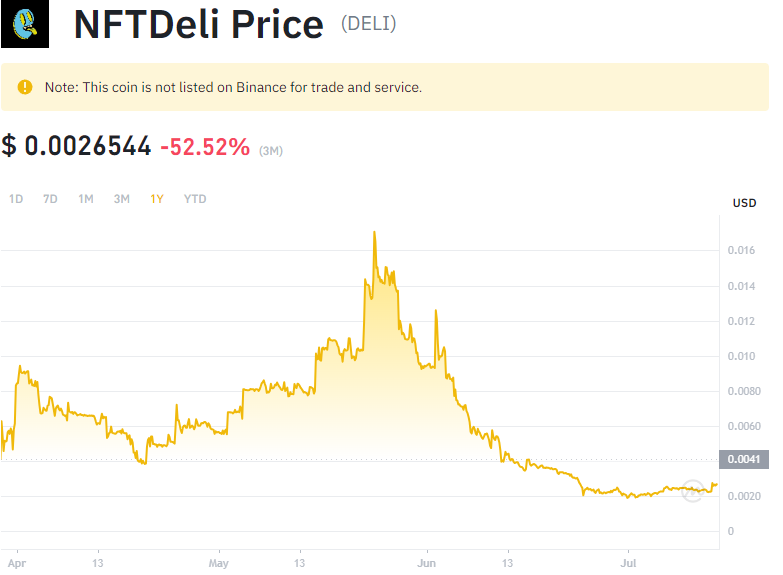 NFTDeli Price (DELI)
Note: This coin is not listed on Binance for trade and service.
$ 0.0026544 -52.52% (3M)
1D 7D 1M 3M 1Y YTD
USD
0.016
0.014
0.012
0.010
0.0080
0.0060
0.0041
0.0020
0
Apr 13 May 13 Jun 13 Jul